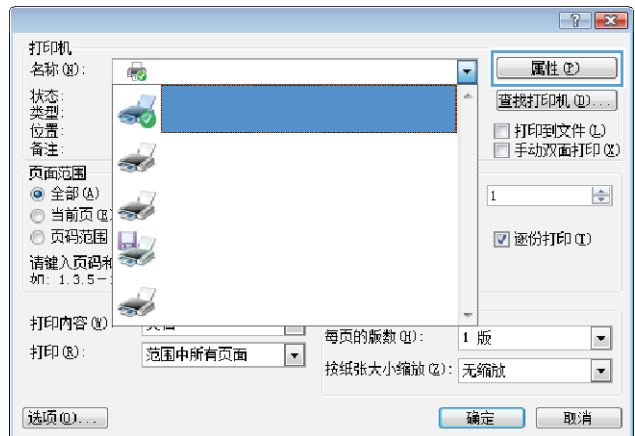 打印机
名称(N):
属性(P)
状态:
查找打印机(D)...
类型:
位置:
打印到文件(L)
备注:
手动双面打印(X)
页面范围
全部(A)
1
当前页(E)
页码范围
逐份打印(T)
请键入页码和
如: 1.3.5-
打印内容(W):
每页的版数(H):
1 版
打印(R):
范围中所有页面
按纸张大小缩放(Z):
无缩放
选项(O)...
确定
取消